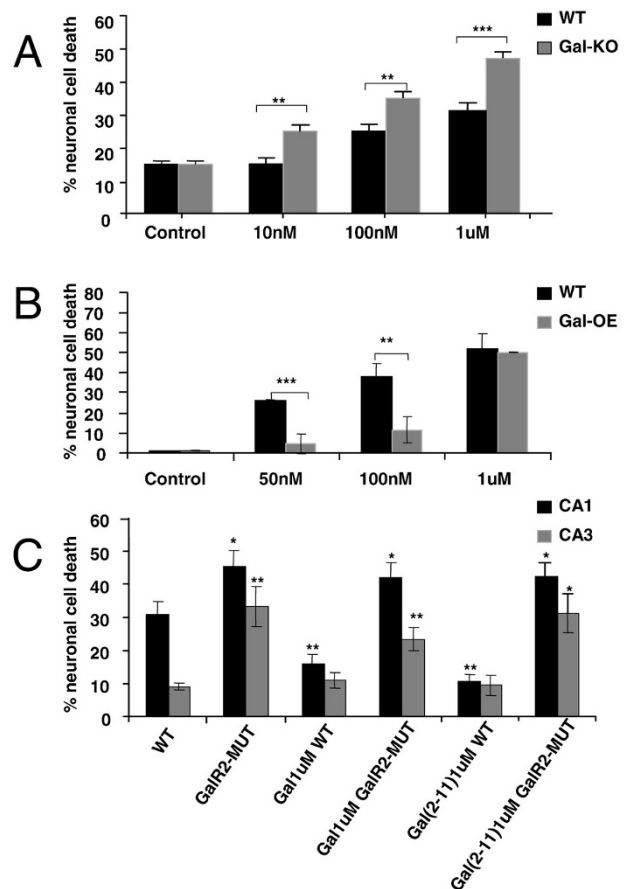 A
% neuronal cell death
60
50
40
30
20
10
0
WT
Gal-KO
**
**
***
Control 10nM 100nM 1uM
B
% neuronal cell death
80
70
60
50
40
30
20
10
0
WT
Gal-OE
***
**
Control 50nM 100nM 1uM
C
% neuronal cell death
60
50
40
30
20
10
0
CA1
CA3
* ** ** * ** ** * *
WT
GalR2-MUT
Gal1uM WT
Gal1uM GalR2-MUT
Gal(2-11)1uM WT
Gal(2-11)1uM GalR2-MUT